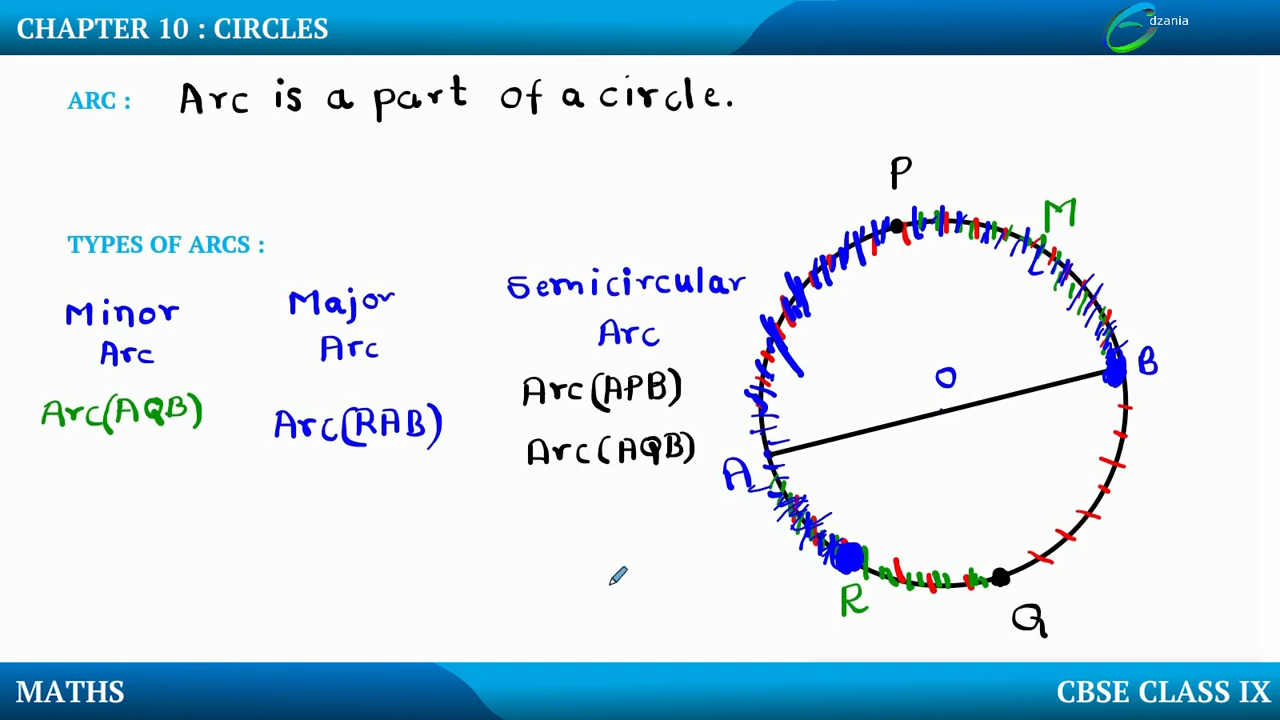 CHAPTER 10 : CIRCLES
Edzania
ARC : Arc is a part of a circle.
TYPES OF ARCS :
Minor
Arc
Arc(AQB)
Major
Arc
Arc(RAB)
Semicircular
Arc
Arc(APB)
Arc(AQB)
P
M
O
B
A
R
Q
MATHS
CBSE CLASS IX